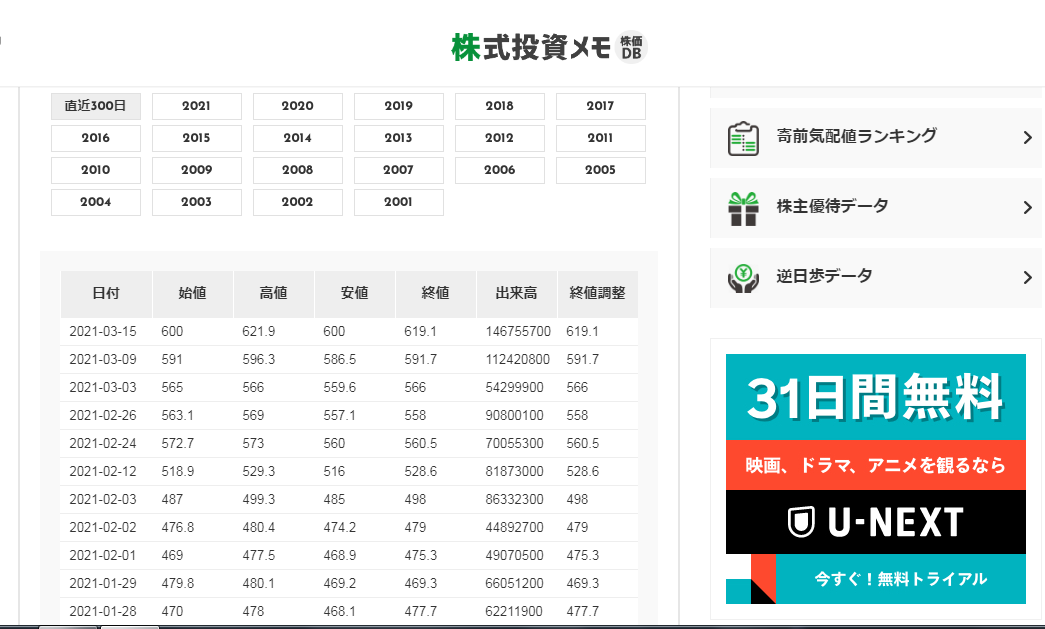 株式投資メモ 株価DB
直近300日 2021 2020 2019 2018 2017
2016 2015 2014 2013 2012 2011
2010 2009 2008 2007 2006 2005
2004 2003 2002 2001
日付 始値 高値 安値 終値 出来高 終値調整
2021-03-15 600 621.9 600 619.1 146755700 619.1
2021-03-09 591 596.3 586.5 591.7 112420800 591.7
2021-03-03 565 566 559.6 566 54299900 566
2021-02-26 563.1 569 557.1 558 90800100 558
2021-02-24 572.7 573 560 560.5 70055300 560.5
2021-02-12 518.9 529.3 516 528.6 81873000 528.6
2021-02-03 487 499.3 485 498 86332300 498
2021-02-02 476.8 480.4 474.2 479 44892700 479
2021-02-01 469 477.5 468.9 475.3 49070500 475.3
2021-01-29 479.8 480.1 469.2 469.3 66051200 469.3
2021-01-28 470 478 468.1 477.7 62211900 477.7
寄前気配値ランキング
株主優待データ
逆日歩データ
31日間無料
映画、ドラマ、アニメを観るなら
U-NEXT
今すぐ！無料トライアル